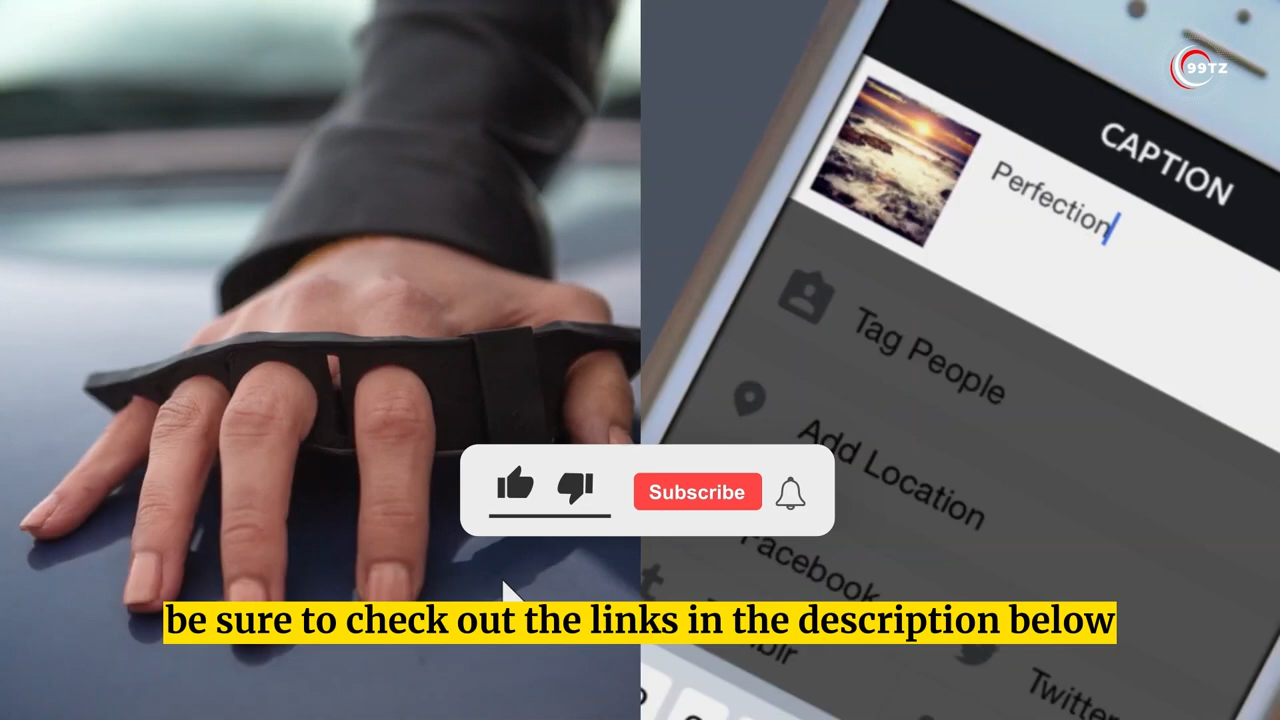 99TZ
CAPTION
Perfection
Tag People
Add Location
Facebook
Twitter
Subscribe
be sure to check out the links in the description below